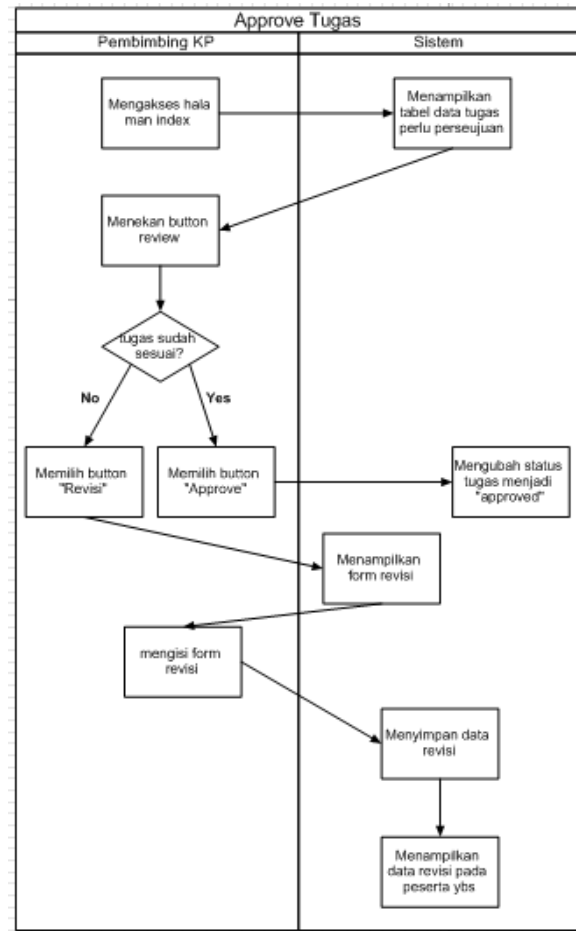 Approve Tugas
Pembimbing KP
Sistem
Mengakses hala
man index
Menampilkan
tabel data tugas
perlu perseujuan
Menekan button
review
tugas sudah
sesuai?
No
Yes
Memilih button
"Revisi"
Memilih button
"Approve"
Mengubah status
tugas menjadi
"approved"
Menampilkan
form revisi
mengisi form
revisi
Menyimpan data
revisi
Menampilkan
data revisi pada
peserta ybs